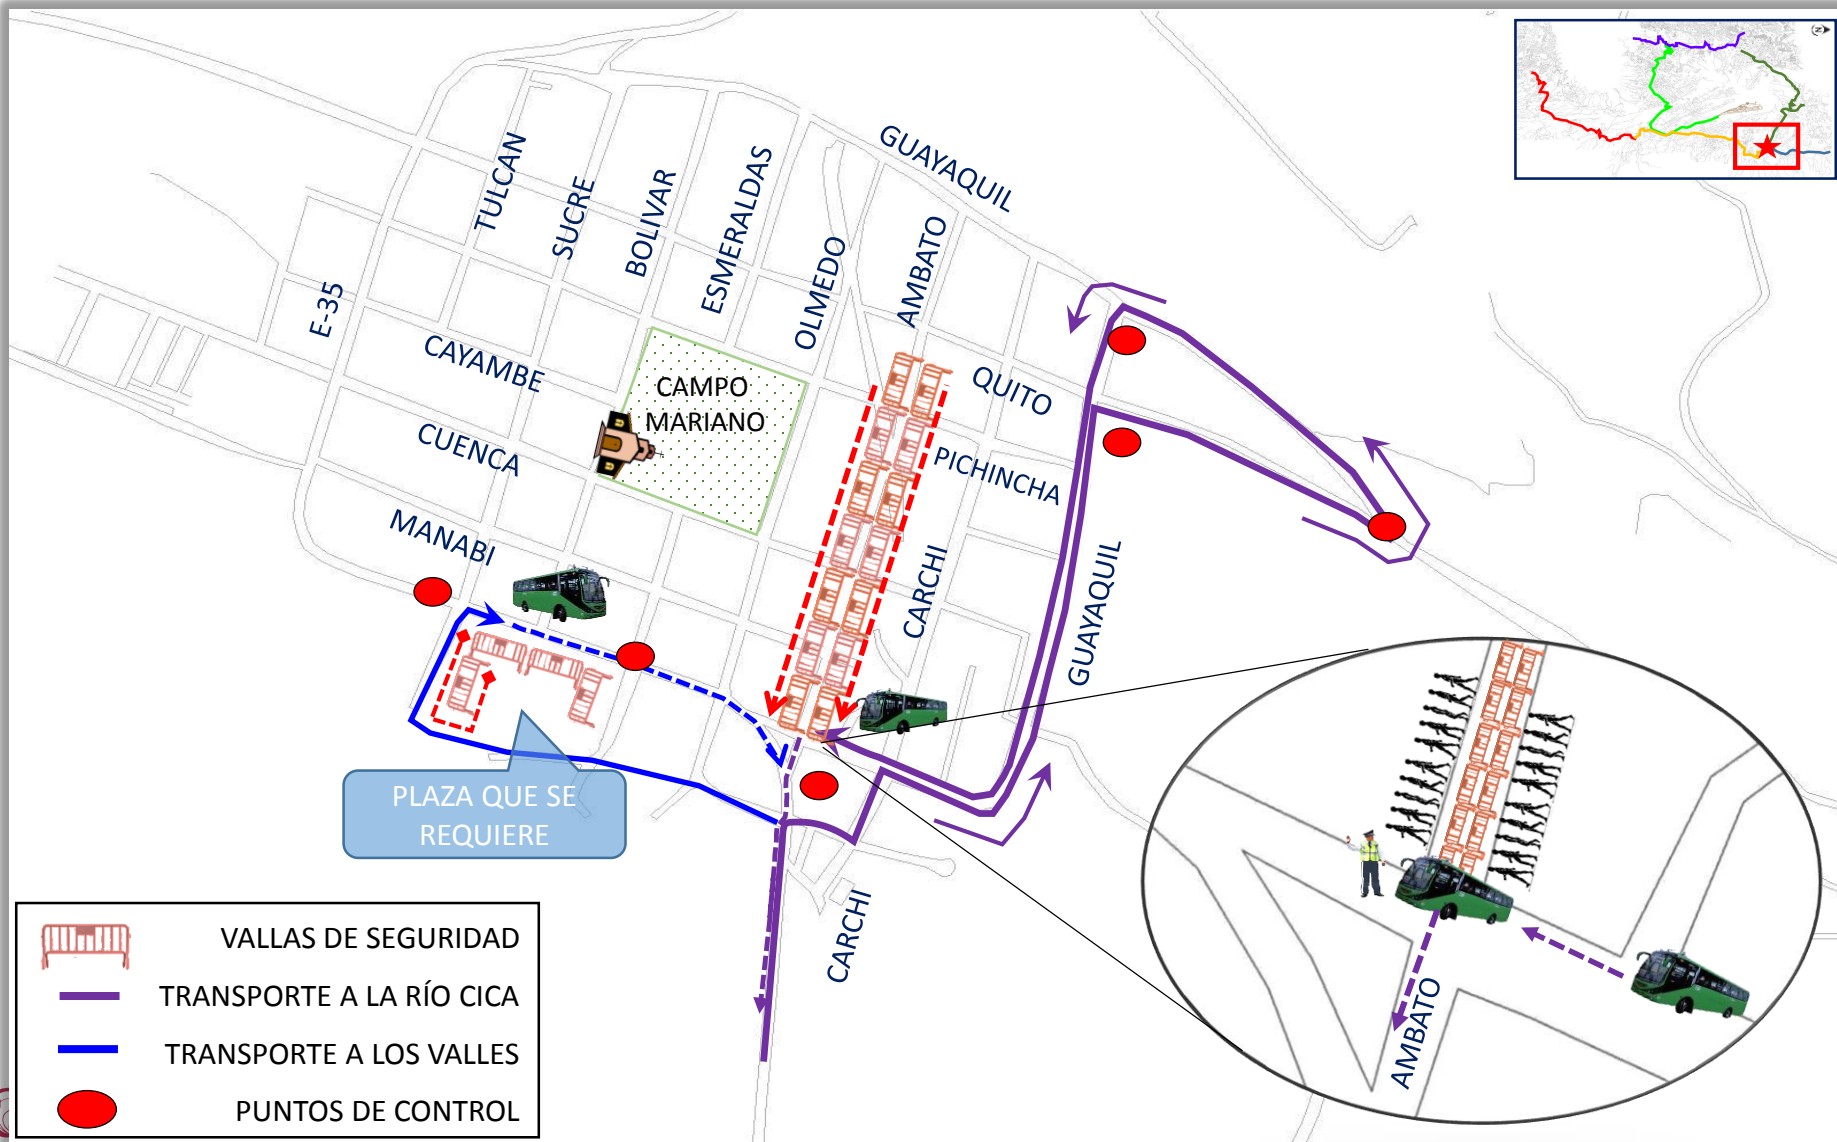 GUAYAQUIL
TULCAN
SUCRE
BOLIVAR
ESMERALDAS
OLMEDO
AMBATO
E-35
CAYAMBE
CAMPO
MARIANO
QUITO
CUENCA
PICHINCHA
MANABI
CARCHI
GUAYAQUIL
PLAZA QUE SE
REQUIERE
CARCHI
AMBATO
VALLAS DE SEGURIDAD
TRANSPORTE A LA RÍO CICA
TRANSPORTE A LOS VALLES
PUNTOS DE CONTROL